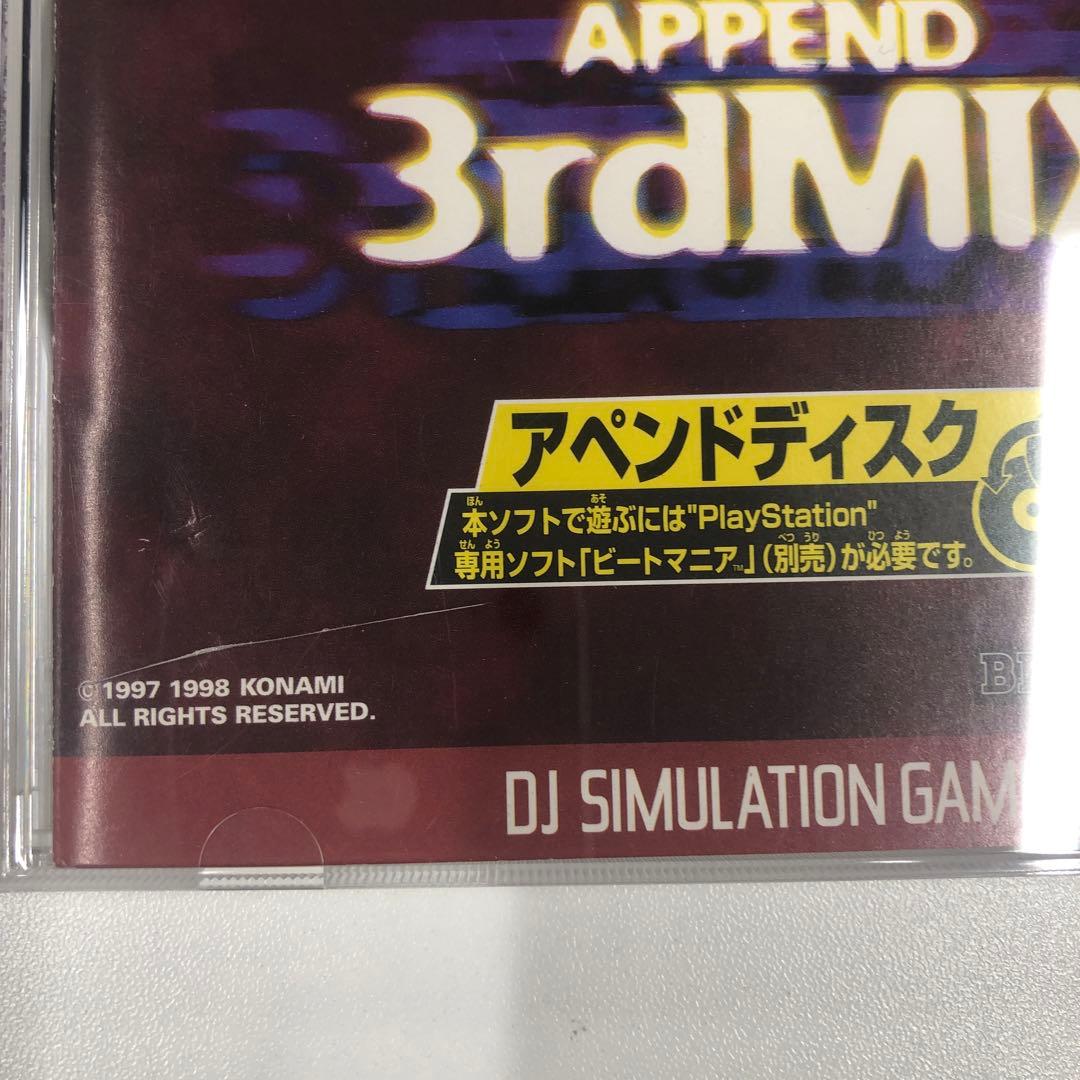 APPEND
3rdMIX
アペンドディスク
本ソフトで遊ぶには"PlayStation"
専用ソフト「ビートマニア™」(別売)が必要です。
©1997 1998 KONAMI
ALL RIGHTS RESERVED.
DJ SIMULATION GAM